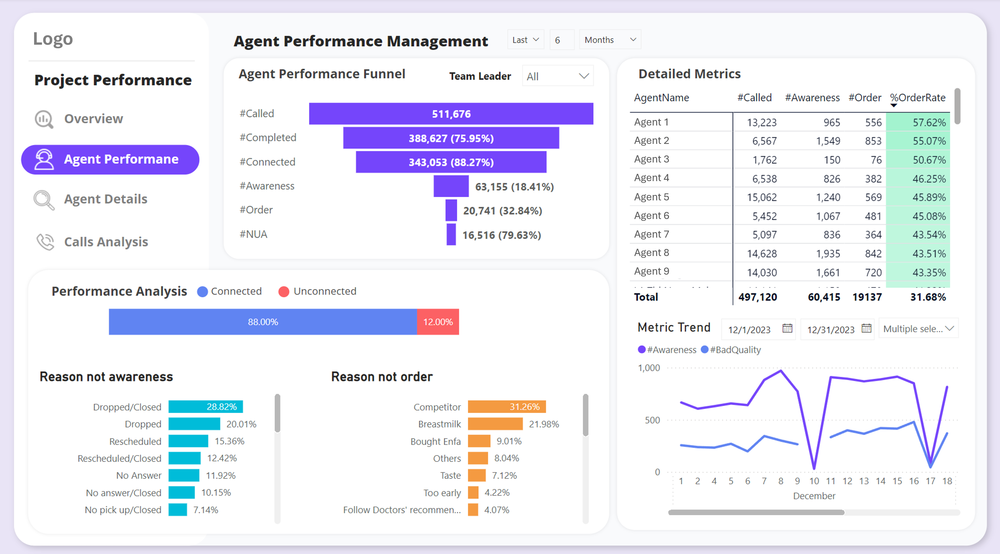 Logo
Project Performance
Overview
Agent Performane
Agent Details
Calls Analysis
Agent Performance Management
Last 6 Months
Agent Performance Funnel
Team Leader All
#Called 511,676
#Completed 388,627 (75.95%)
#Connected 343,053 (88.27%)
#Awareness 63,155 (18.41%)
#Order 20,741 (32.84%)
#NUA 16,516 (79.63%)
Performance Analysis Connected Unconnected
88.00% 12.00%
Reason not awareness
Dropped/Closed 28.82%
Dropped 20.01%
Rescheduled 15.36%
Rescheduled/Closed 12.42%
No Answer 11.92%
No answer/Closed 10.15%
No pick up/Closed 7.14%
Reason not order
Competitor 31.26%
Breastmilk 21.98%
Bought Enfa 9.01%
Others 8.04%
Taste 7.12%
Too early 4.22%
Follow Doctors' recommen... 4.07%
Detailed Metrics
AgentName #Called #Awareness #Order %OrderRate
Agent 1 13,223 965 556 57.62%
Agent 2 6,567 1,549 853 55.07%
Agent 3 1,762 150 76 50.67%
Agent 4 6,538 826 382 46.25%
Agent 5 15,062 1,240 569 45.89%
Agent 6 5,452 1,067 481 45.08%
Agent 7 5,097 836 364 43.54%
Agent 8 14,628 1,935 842 43.51%
Agent 9 14,030 1,661 720 43.35%
Total 497,120 60,415 19137 31.68%
Metric Trend 12/1/2023 12/31/2023 Multiple sele...
#Awareness #BadQuality
1,000
500
0
1 2 4 5 6 7 8 9 10 11 12 13 14 15 16 17 18
December